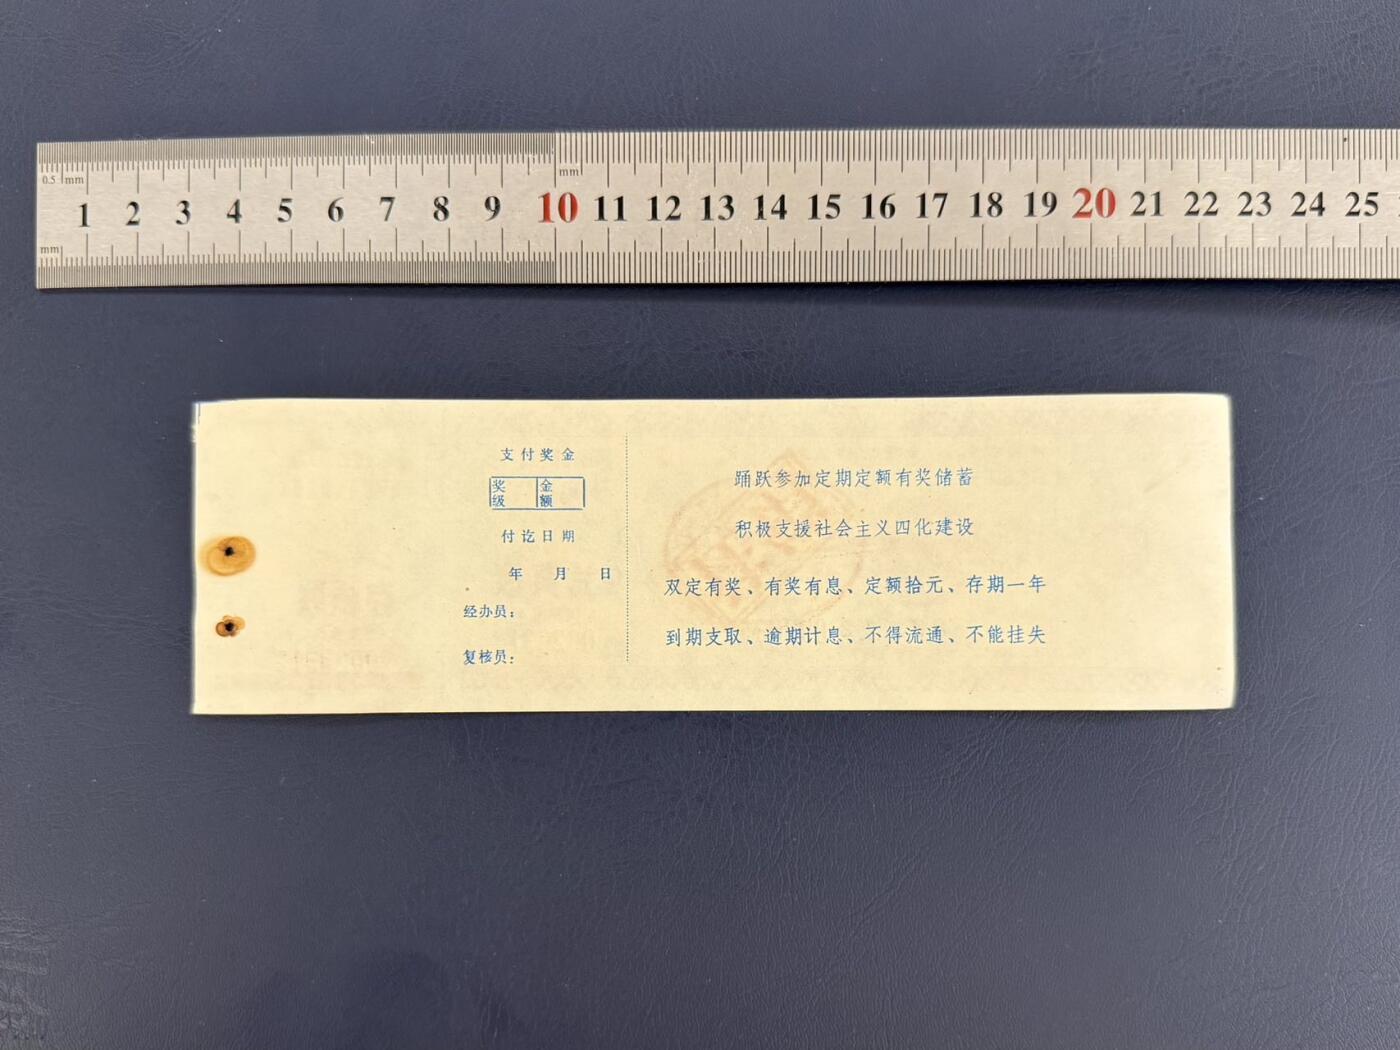 0.5 mm
mm
1 2 3 4 5 6 7 8 9 10 11 12 13 14 15 16 17 18 19 20 21 22 23 24 25
mm
支付奖金
奖级 金额
付讫日期
年 月 日
经办员：
复核员：
踊跃参加定期定额有奖储蓄
积极支援社会主义四化建设
双定有奖、有奖有息、定额拾元、存期一年
到期支取、逾期计息、不得流通、不能挂失